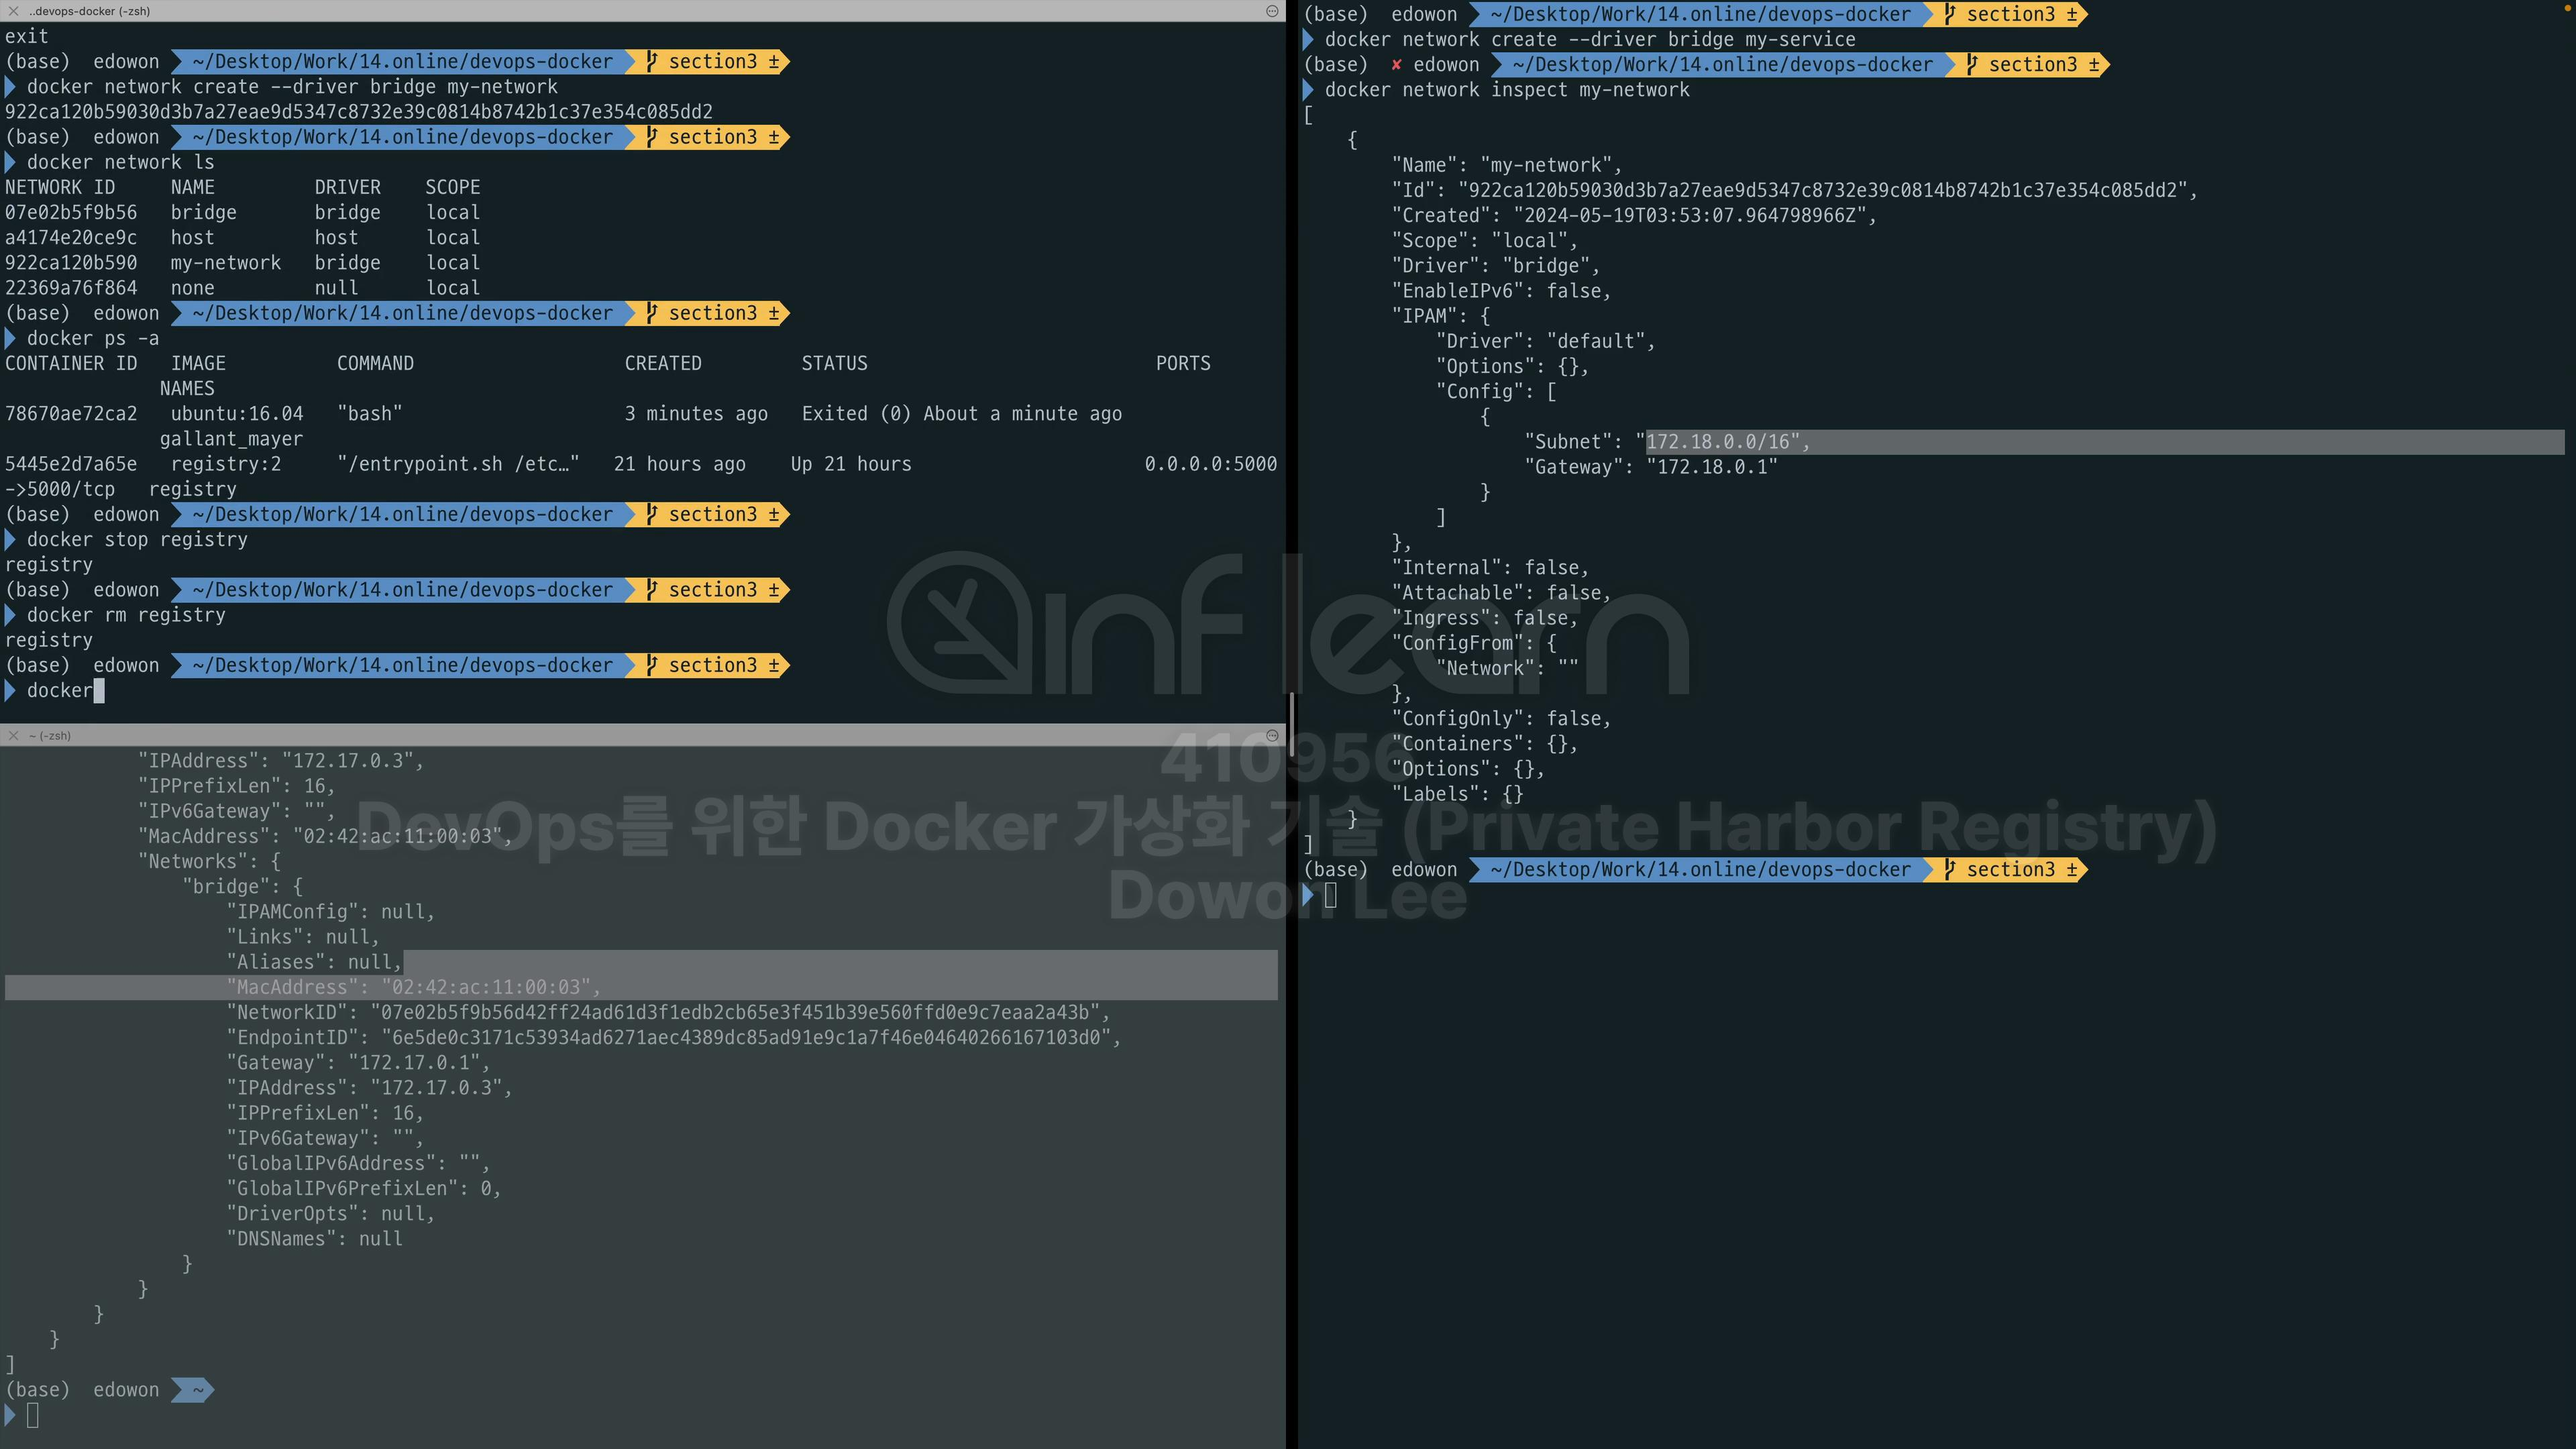 ..devops-docker (-zsh)
exit
(base) edowon ~/Desktop/Work/14.online/devops-docker section3 ±
docker network create --driver bridge my-network
922ca120b59030d3b7a27eae9d5347c8732e39c0814b8742b1c37e354c085dd2
(base) edowon ~/Desktop/Work/14.online/devops-docker section3 ±
docker network ls
NETWORK ID NAME DRIVER SCOPE
07e02b5f9b56 bridge bridge local
a4174e20ce9c host host local
922ca120b590 my-network bridge local
22369a76f864 none null local
(base) edowon ~/Desktop/Work/14.online/devops-docker section3 ±
docker ps -a
CONTAINER ID IMAGE COMMAND CREATED STATUS PORTS
NAMES
78670ae72ca2 ubuntu:16.04 "bash" 3 minutes ago Exited (0) About a minute ago
gallant_mayer
5445e2d7a65e registry:2 "/entrypoint.sh /etc…" 21 hours ago Up 21 hours 0.0.0.0:5000
->5000/tcp registry
(base) edowon ~/Desktop/Work/14.online/devops-docker section3 ±
docker stop registry
registry
(base) edowon ~/Desktop/Work/14.online/devops-docker section3 ±
docker rm registry
registry
(base) edowon ~/Desktop/Work/14.online/devops-docker section3 ±
docker
~ (-zsh)
"IPAddress": "172.17.0.3",
"IPPrefixLen": 16,
"IPv6Gateway": "",
"MacAddress": "02:42:ac:11:00:03",
"Networks": {
"bridge": {
"IPAMConfig": null,
"Links": null,
"Aliases": null,
"MacAddress": "02:42:ac:11:00:03",
"NetworkID": "07e02b5f9b56d42ff24ad61d3f1edb2cb65e3f451b39e560ffd0e9c7eaa2a43b",
"EndpointID": "6e5de0c3171c53934ad6271aec4389dc85ad91e9c1a7f46e04640266167103d0",
"Gateway": "172.17.0.1",
"IPAddress": "172.17.0.3",
"IPPrefixLen": 16,
"IPv6Gateway": "",
"GlobalIPv6Address": "",
"GlobalIPv6PrefixLen": 0,
"DriverOpts": null,
"DNSNames": null
}
}
}
}
]
(base) edowon ~
(base) edowon ~/Desktop/Work/14.online/devops-docker section3 ±
docker network create --driver bridge my-service
(base) ✘ edowon ~/Desktop/Work/14.online/devops-docker section3 ±
docker network inspect my-network
[
{
"Name": "my-network",
"Id": "922ca120b59030d3b7a27eae9d5347c8732e39c0814b8742b1c37e354c085dd2",
"Created": "2024-05-19T03:53:07.964798966Z",
"Scope": "local",
"Driver": "bridge",
"EnableIPv6": false,
"IPAM": {
"Driver": "default",
"Options": {},
"Config": [
{
"Subnet": "172.18.0.0/16",
"Gateway": "172.18.0.1"
}
]
},
"Internal": false,
"Attachable": false,
"Ingress": false,
"ConfigFrom": {
"Network": ""
},
"ConfigOnly": false,
"Containers": {},
"Options": {},
"Labels": {}
}
]
(base) edowon ~/Desktop/Work/14.online/devops-docker section3 ±
inflearn
410956
DevOps를 위한 Docker 가상화 기술 (Private Harbor Registry)
Dowon Lee